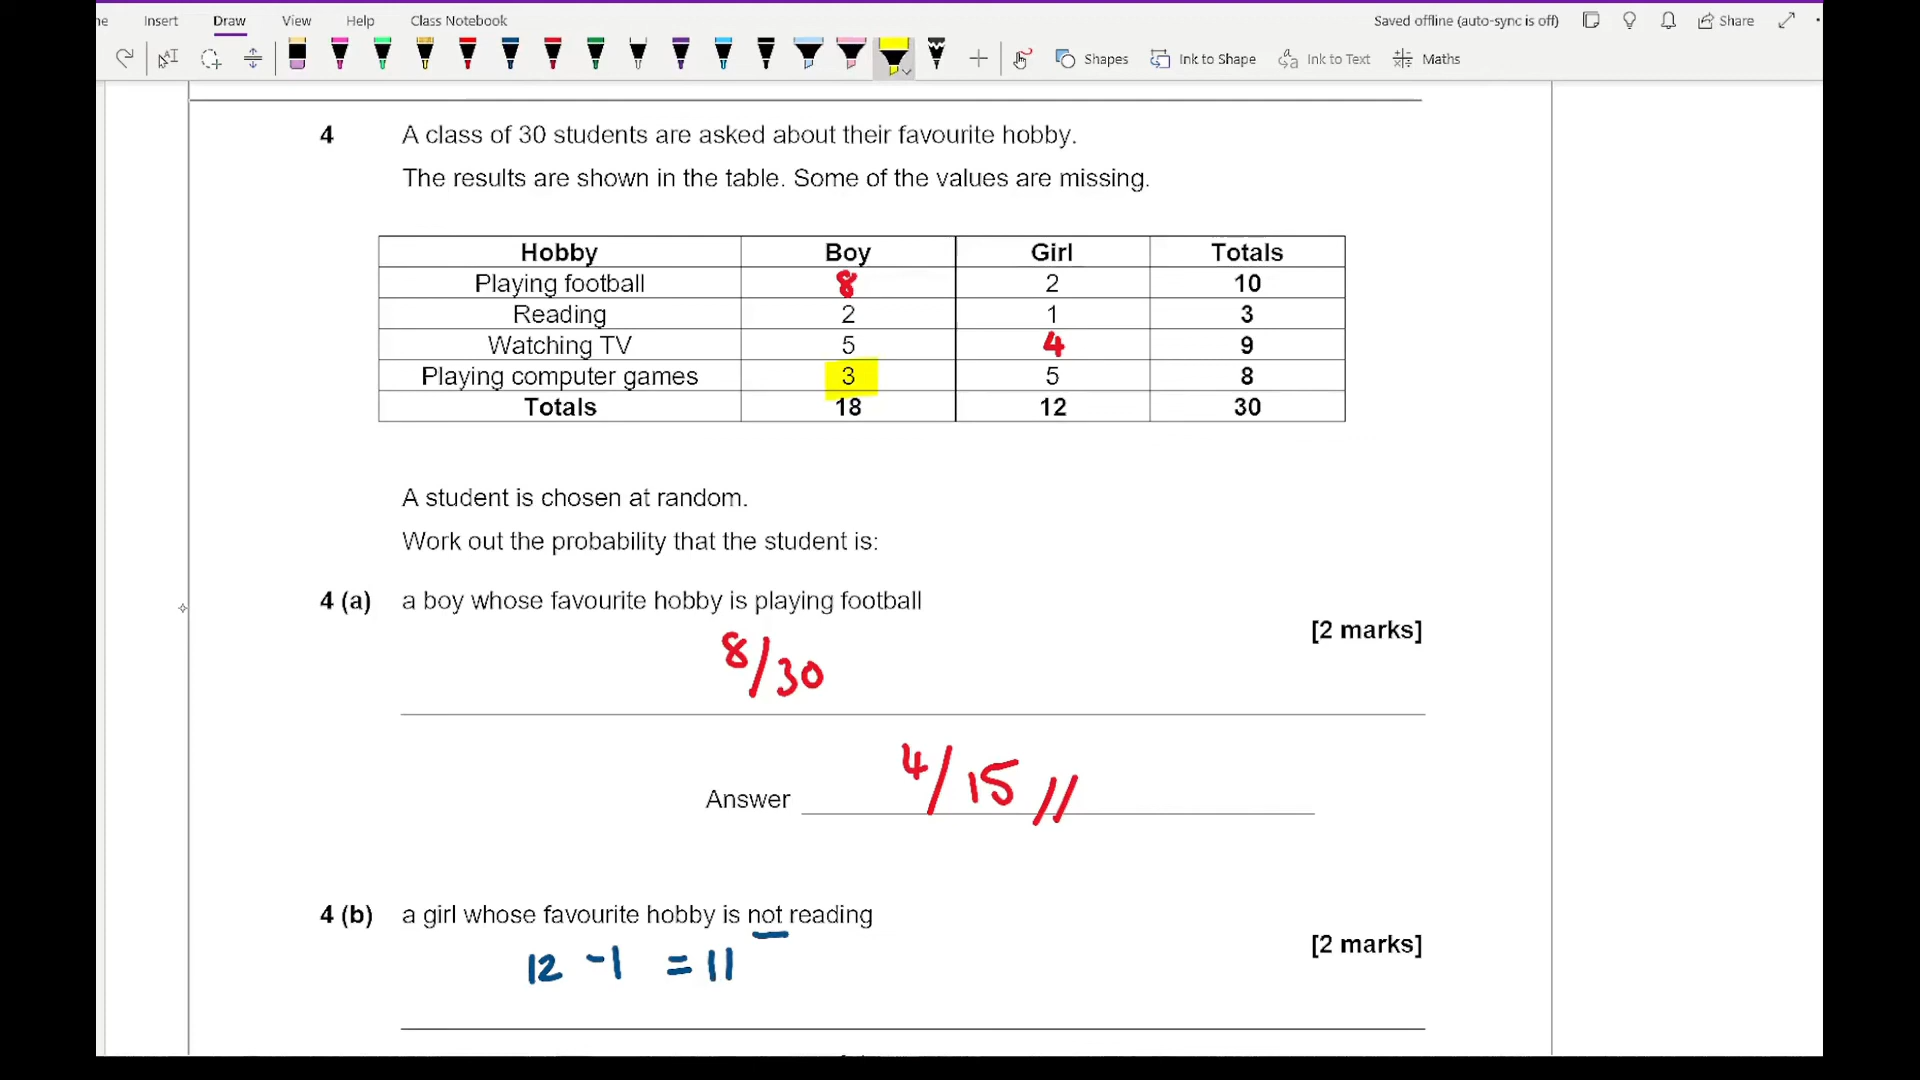 Insert Draw View Help Class Notebook Saved offline (auto-sync is off) Share
Shapes Ink to Shape Ink to Text Maths
4 A class of 30 students are asked about their favourite hobby.
The results are shown in the table. Some of the values are missing.
Hobby Boy Girl Totals
Playing football 8 2 10
Reading 2 1 3
Watching TV 5 4 9
Playing computer games 3 5 8
Totals 18 12 30
A student is chosen at random.
Work out the probability that the student is:
4 (a) a boy whose favourite hobby is playing football
[2 marks]
8/30
4/15 //
Answer
4 (b) a girl whose favourite hobby is not reading
[2 marks]
12 -1 = 11